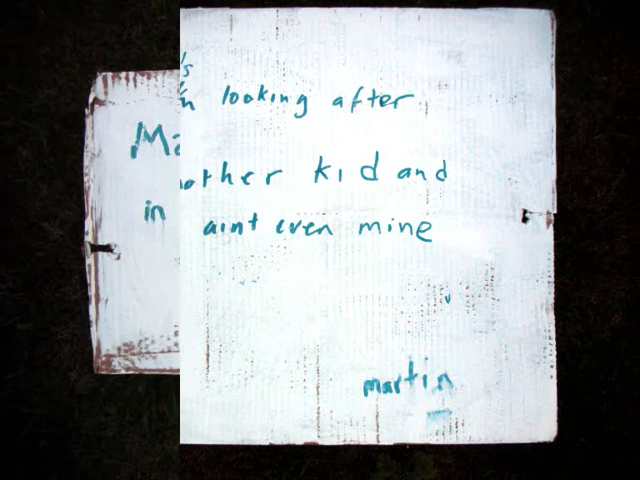 looking after
Ma
other kid and
in
aint even mine
martin